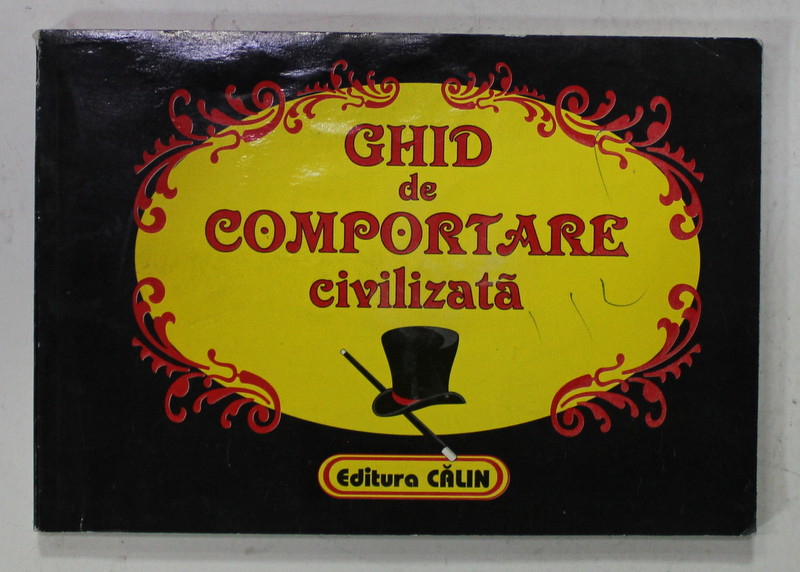 GHID
de
COMPORTARE
civilizată
Editura CĂLIN